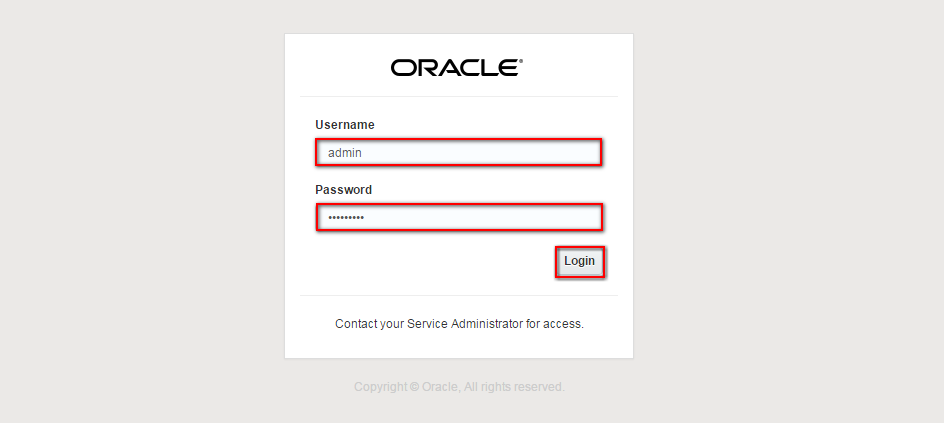 ORACLE®
Username
admin
Password
•••••••••
Login
Contact your Service Administrator for access.
Copyright © Oracle, All rights reserved.